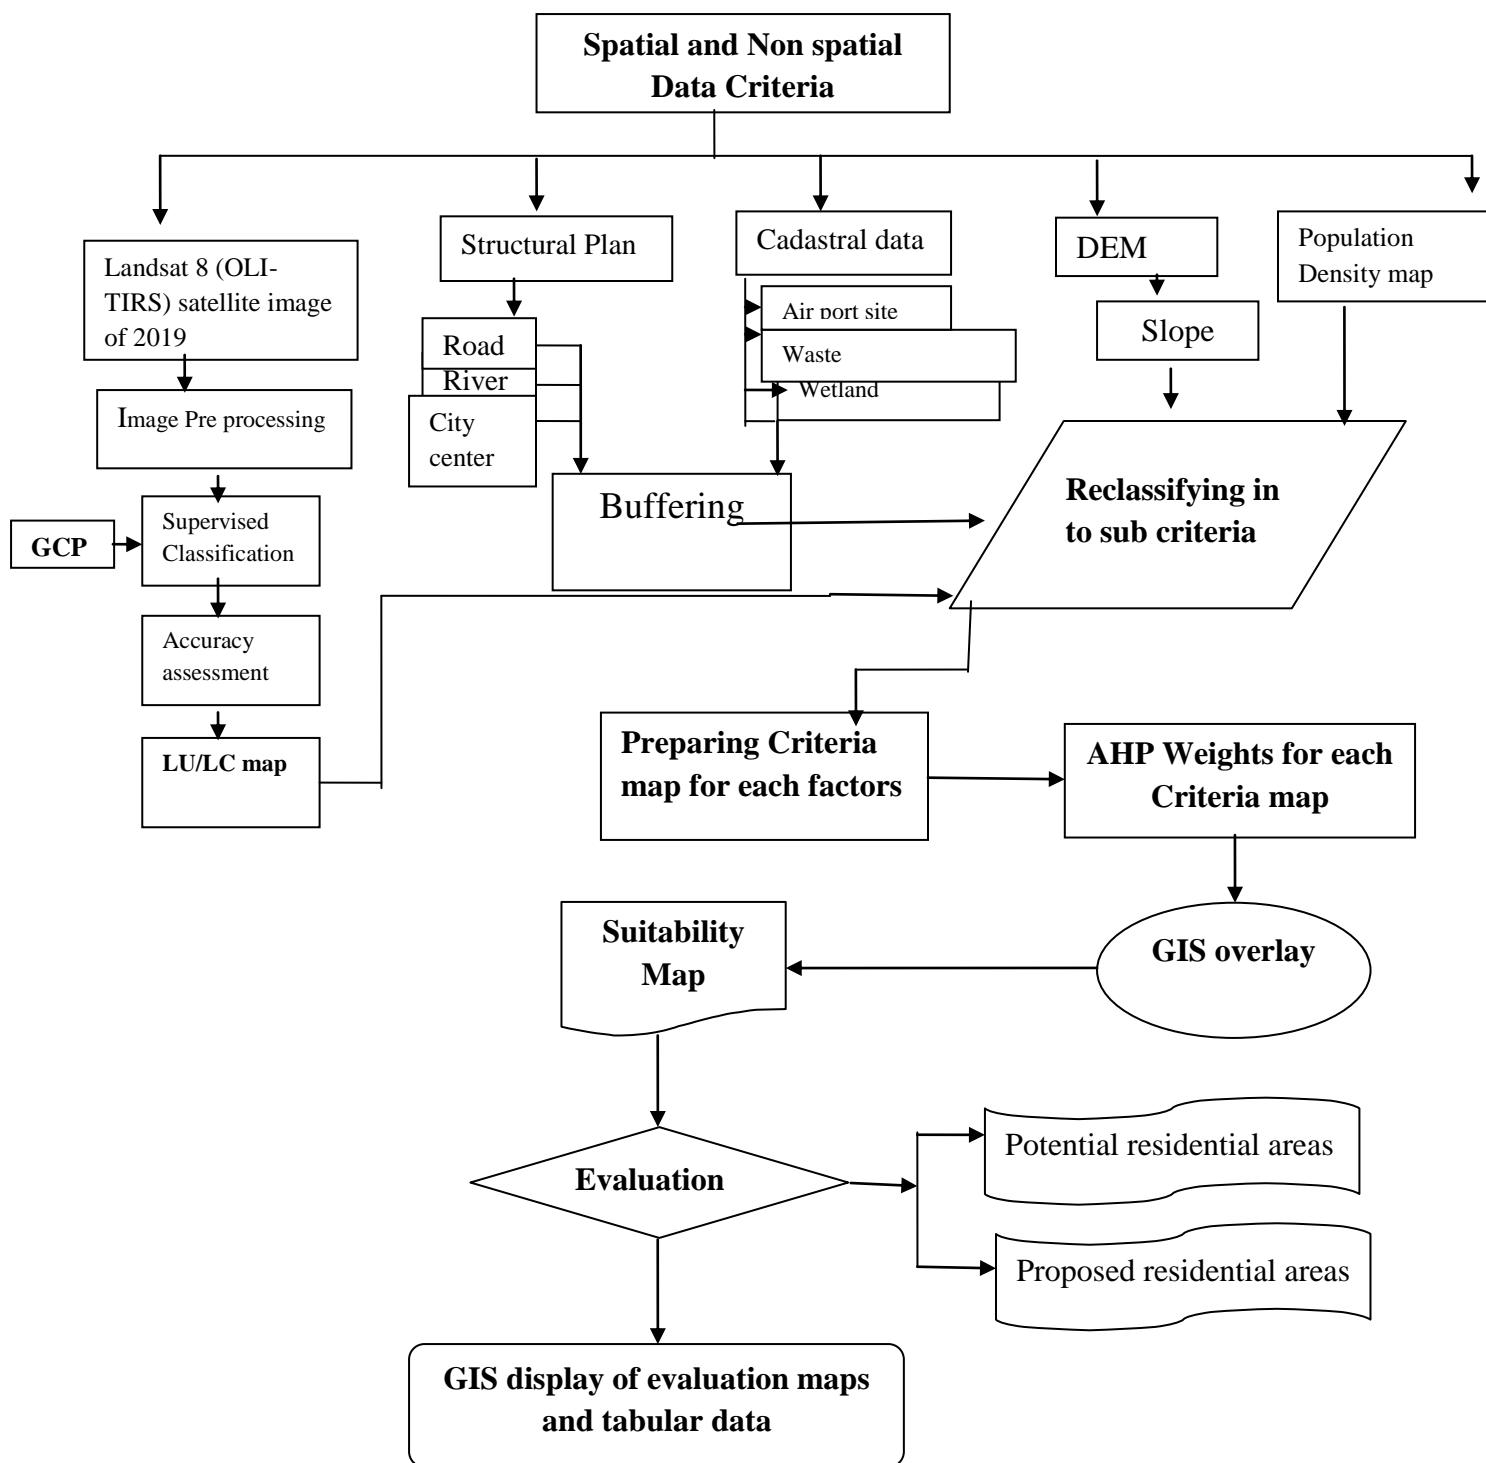 Spatial and Non spatial
Data Criteria
Landsat 8 (OLI-
TIRS) satellite image
of 2019
Structural Plan
Cadastral data
DEM
Population
Density map
Road
River
City
center
Air port site
Waste
Wetland
Slope
Image Pre processing
GCP
Supervised
Classification
Accuracy
assessment
LU/LC map
Buffering
Reclassifying in
to sub criteria
Preparing Criteria
map for each factors
AHP Weights for each
Criteria map
GIS overlay
Suitability
Map
Evaluation
Potential residential areas
Proposed residential areas
GIS display of evaluation maps
and tabular data